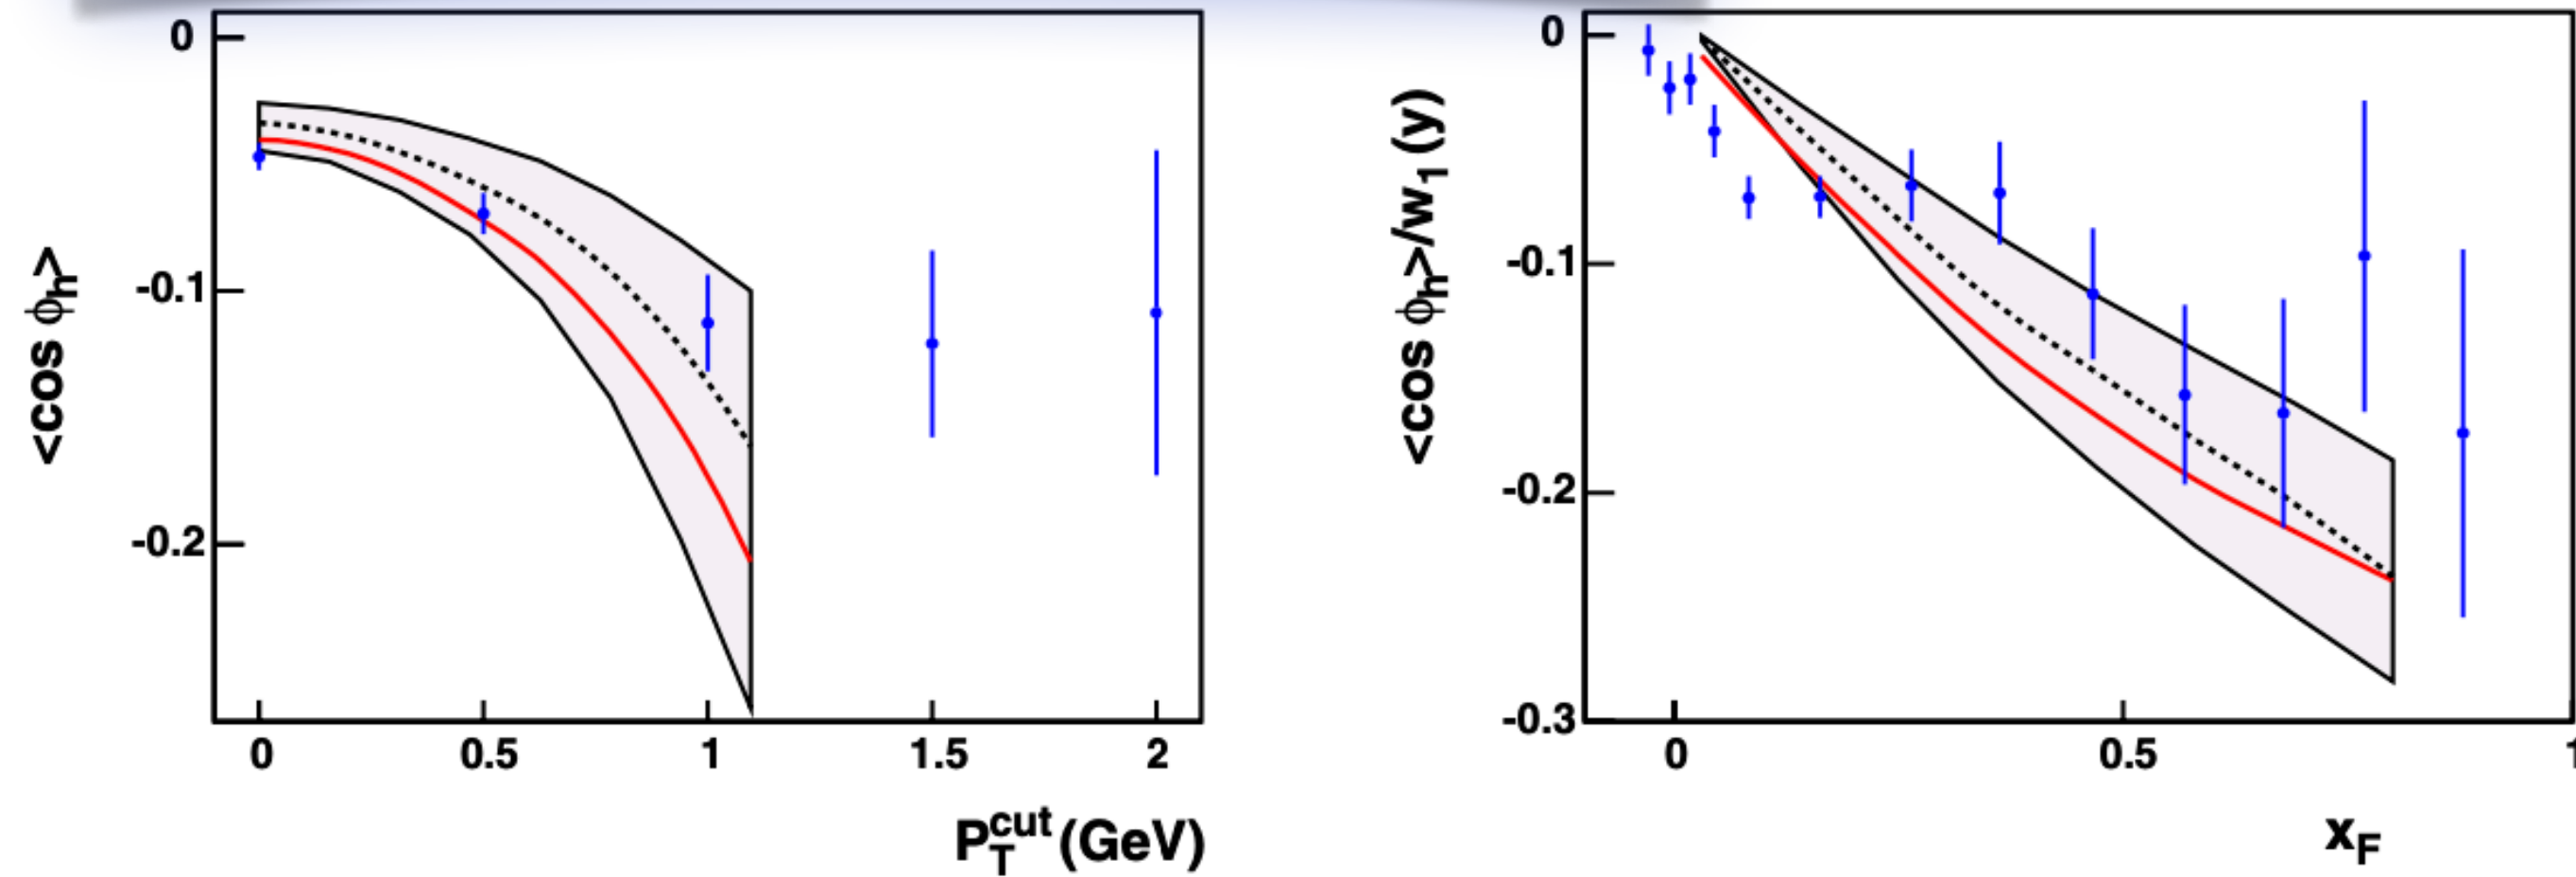 <cos ϕh>
0
-0.1
-0.2
0 0.5 1 1.5 2
P_T^cut (GeV)
<cos ϕh>/w1 (y)
0
-0.1
-0.2
-0.3
0 0.5 1
xF